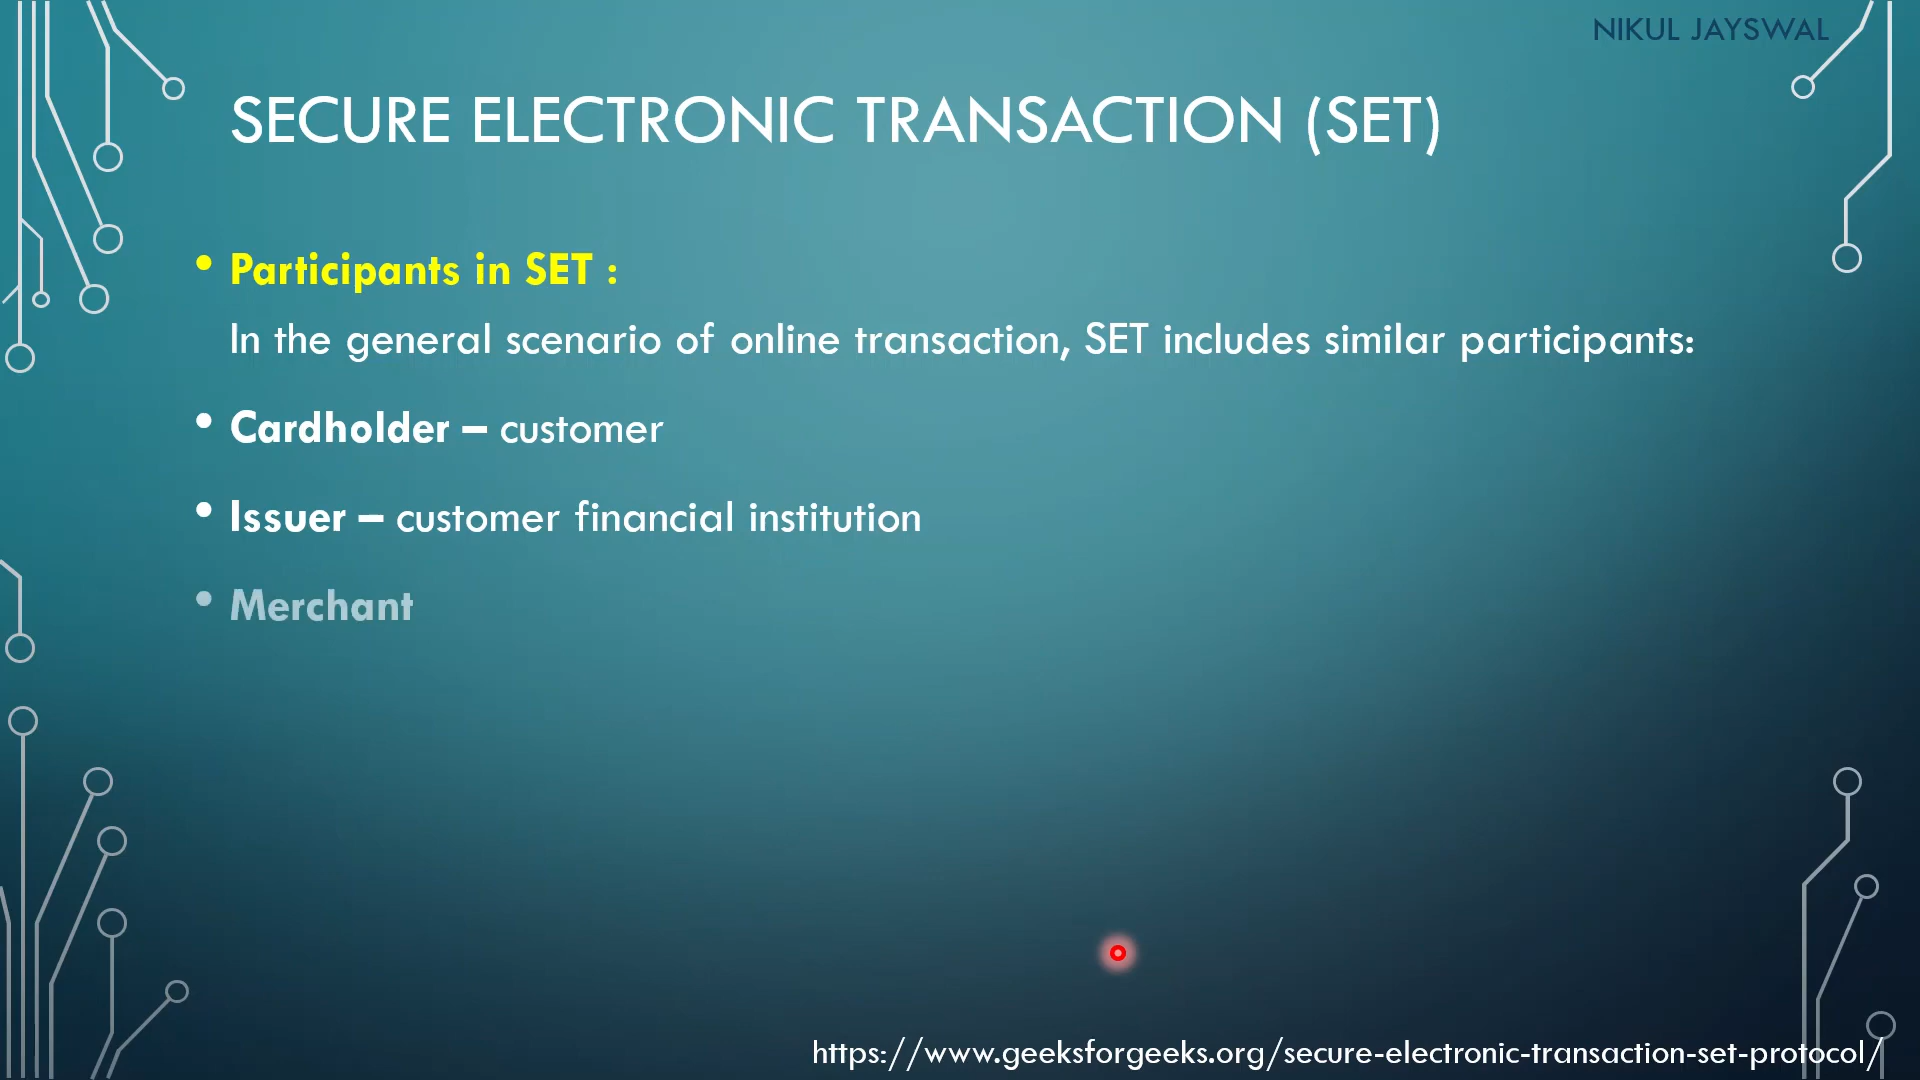 NIKUL JAYSWAL
SECURE ELECTRONIC TRANSACTION (SET)
• Participants in SET :
In the general scenario of online transaction, SET includes similar participants:
• Cardholder – customer
• Issuer – customer financial institution
• Merchant
https://www.geeksforgeeks.org/secure-electronic-transaction-set-protocol/